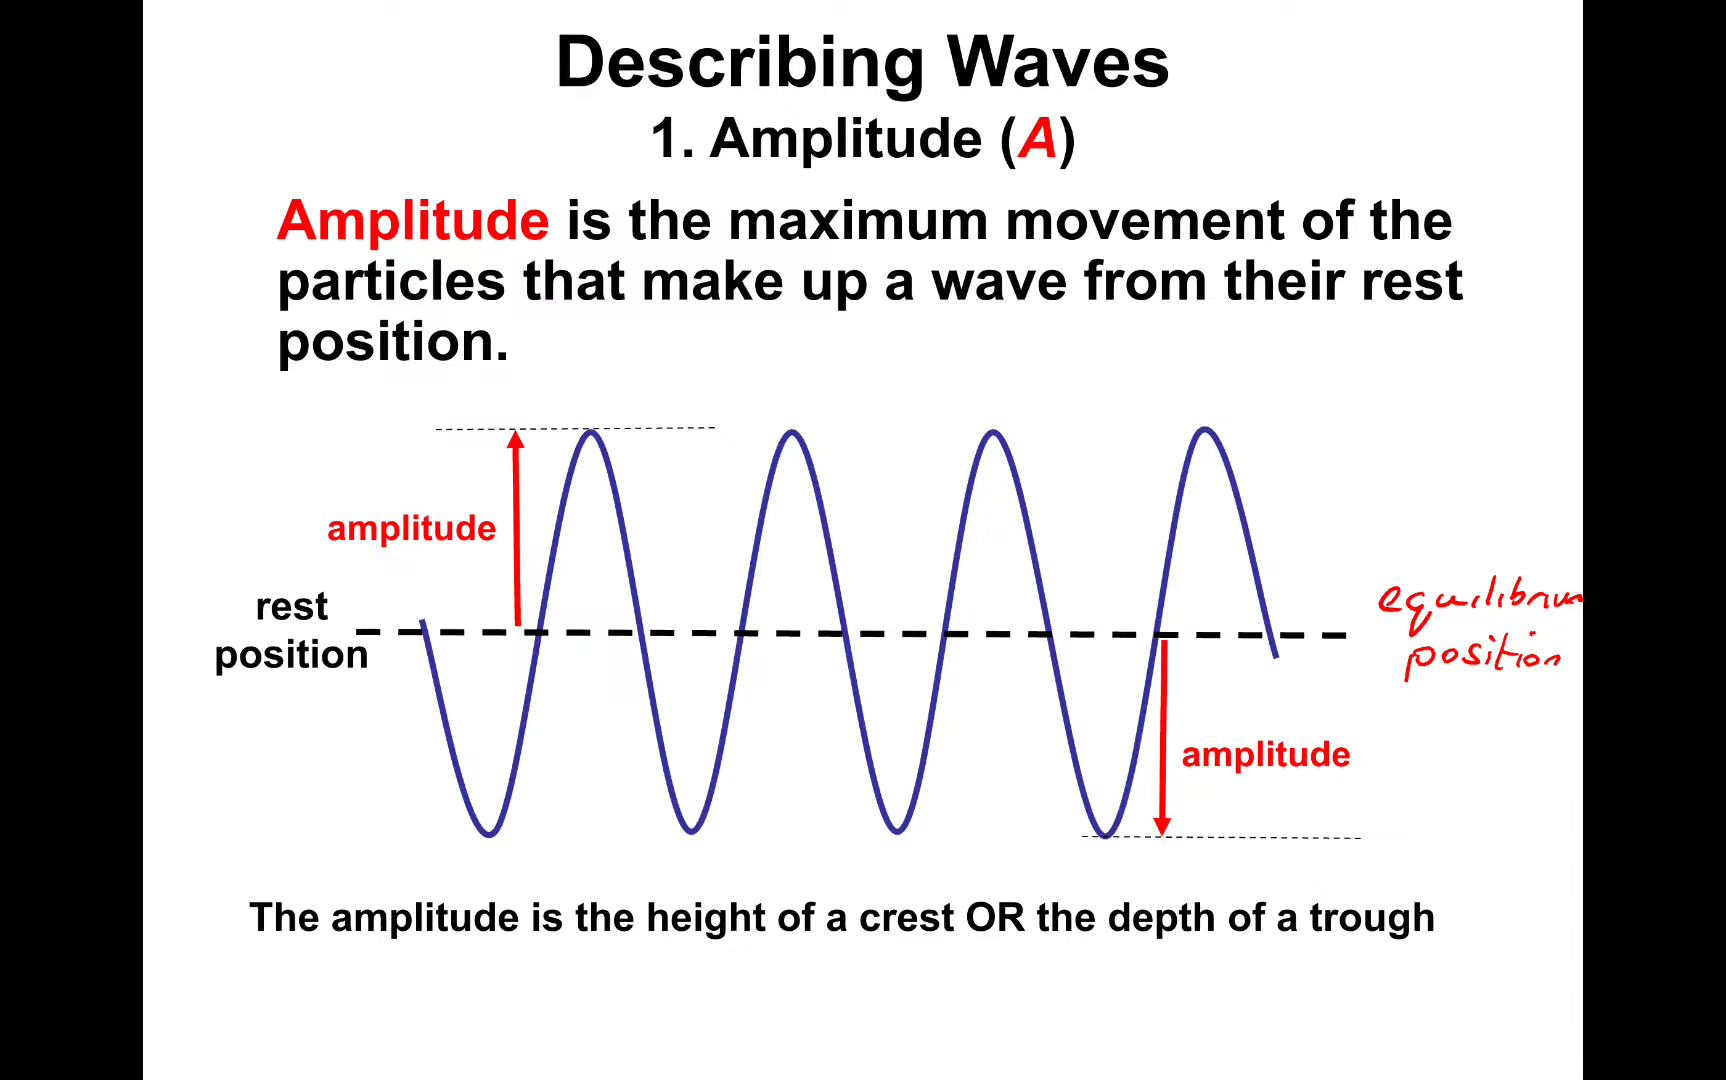 Describing Waves
1. Amplitude (A)
Amplitude is the maximum movement of the
particles that make up a wave from their rest
position.
amplitude
rest
position
equilibrium
position
amplitude
The amplitude is the height of a crest OR the depth of a trough